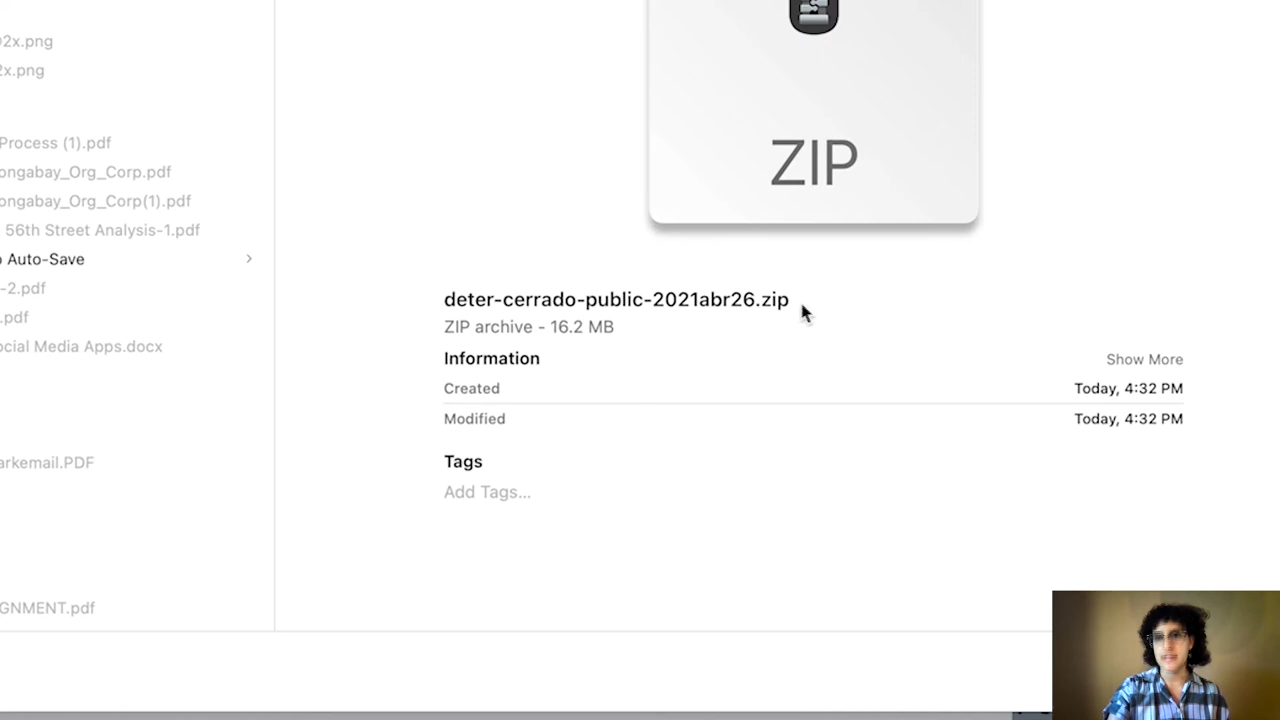 2x.png
2x.png
Process (1).pdf
ongabay_Org_Corp.pdf
ongabay_Org_Corp(1).pdf
56th Street Analysis-1.pdf
Auto-Save
-2.pdf
.pdf
ocial Media Apps.docx
arkemail.PDF
GNMENT.pdf
ZIP
deter-cerrado-public-2021abr26.zip
ZIP archive - 16.2 MB
Information
Show More
Created
Today, 4:32 PM
Modified
Today, 4:32 PM
Tags
Add Tags...